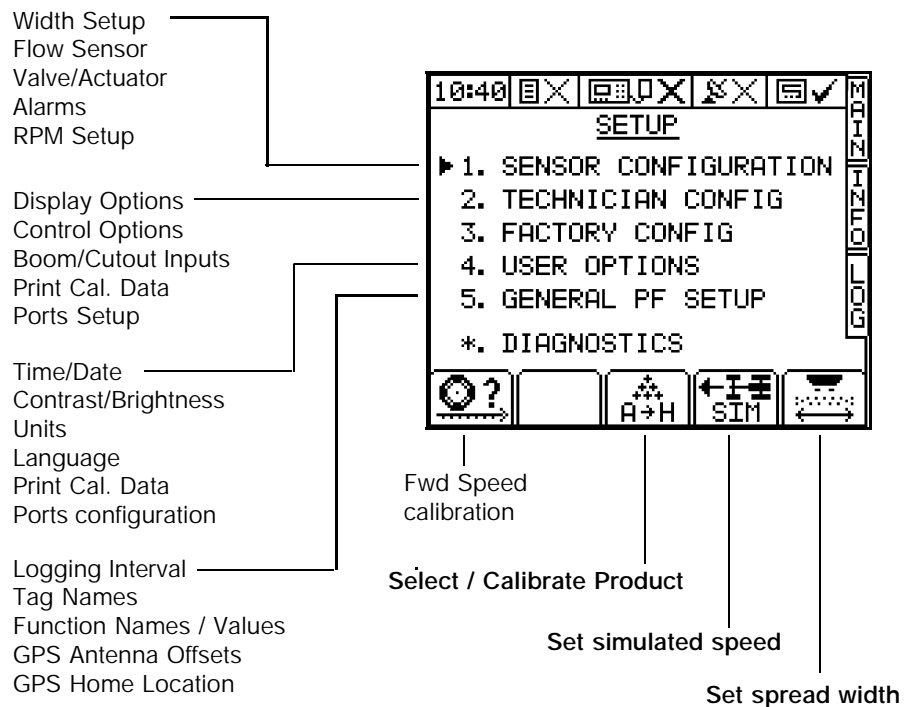 Width Setup
Flow Sensor
Valve/Actuator
Alarms
RPM Setup
Display Options
Control Options
Boom/Cutout Inputs
Print Cal. Data
Ports Setup
Time/Date
Contrast/Brightness
Units
Language
Print Cal. Data
Ports configuration
Logging Interval
Tag Names
Function Names / Values
GPS Antenna Offsets
GPS Home Location
10:40
SETUP
1. SENSOR CONFIGURATION
2. TECHNICIAN CONFIG
3. FACTORY CONFIG
4. USER OPTIONS
5. GENERAL PF SETUP
*. DIAGNOSTICS
MAIN
INFO
LOG
?
A→H
SIM
Fwd Speed
calibration
Select / Calibrate Product
Set simulated speed
Set spread width